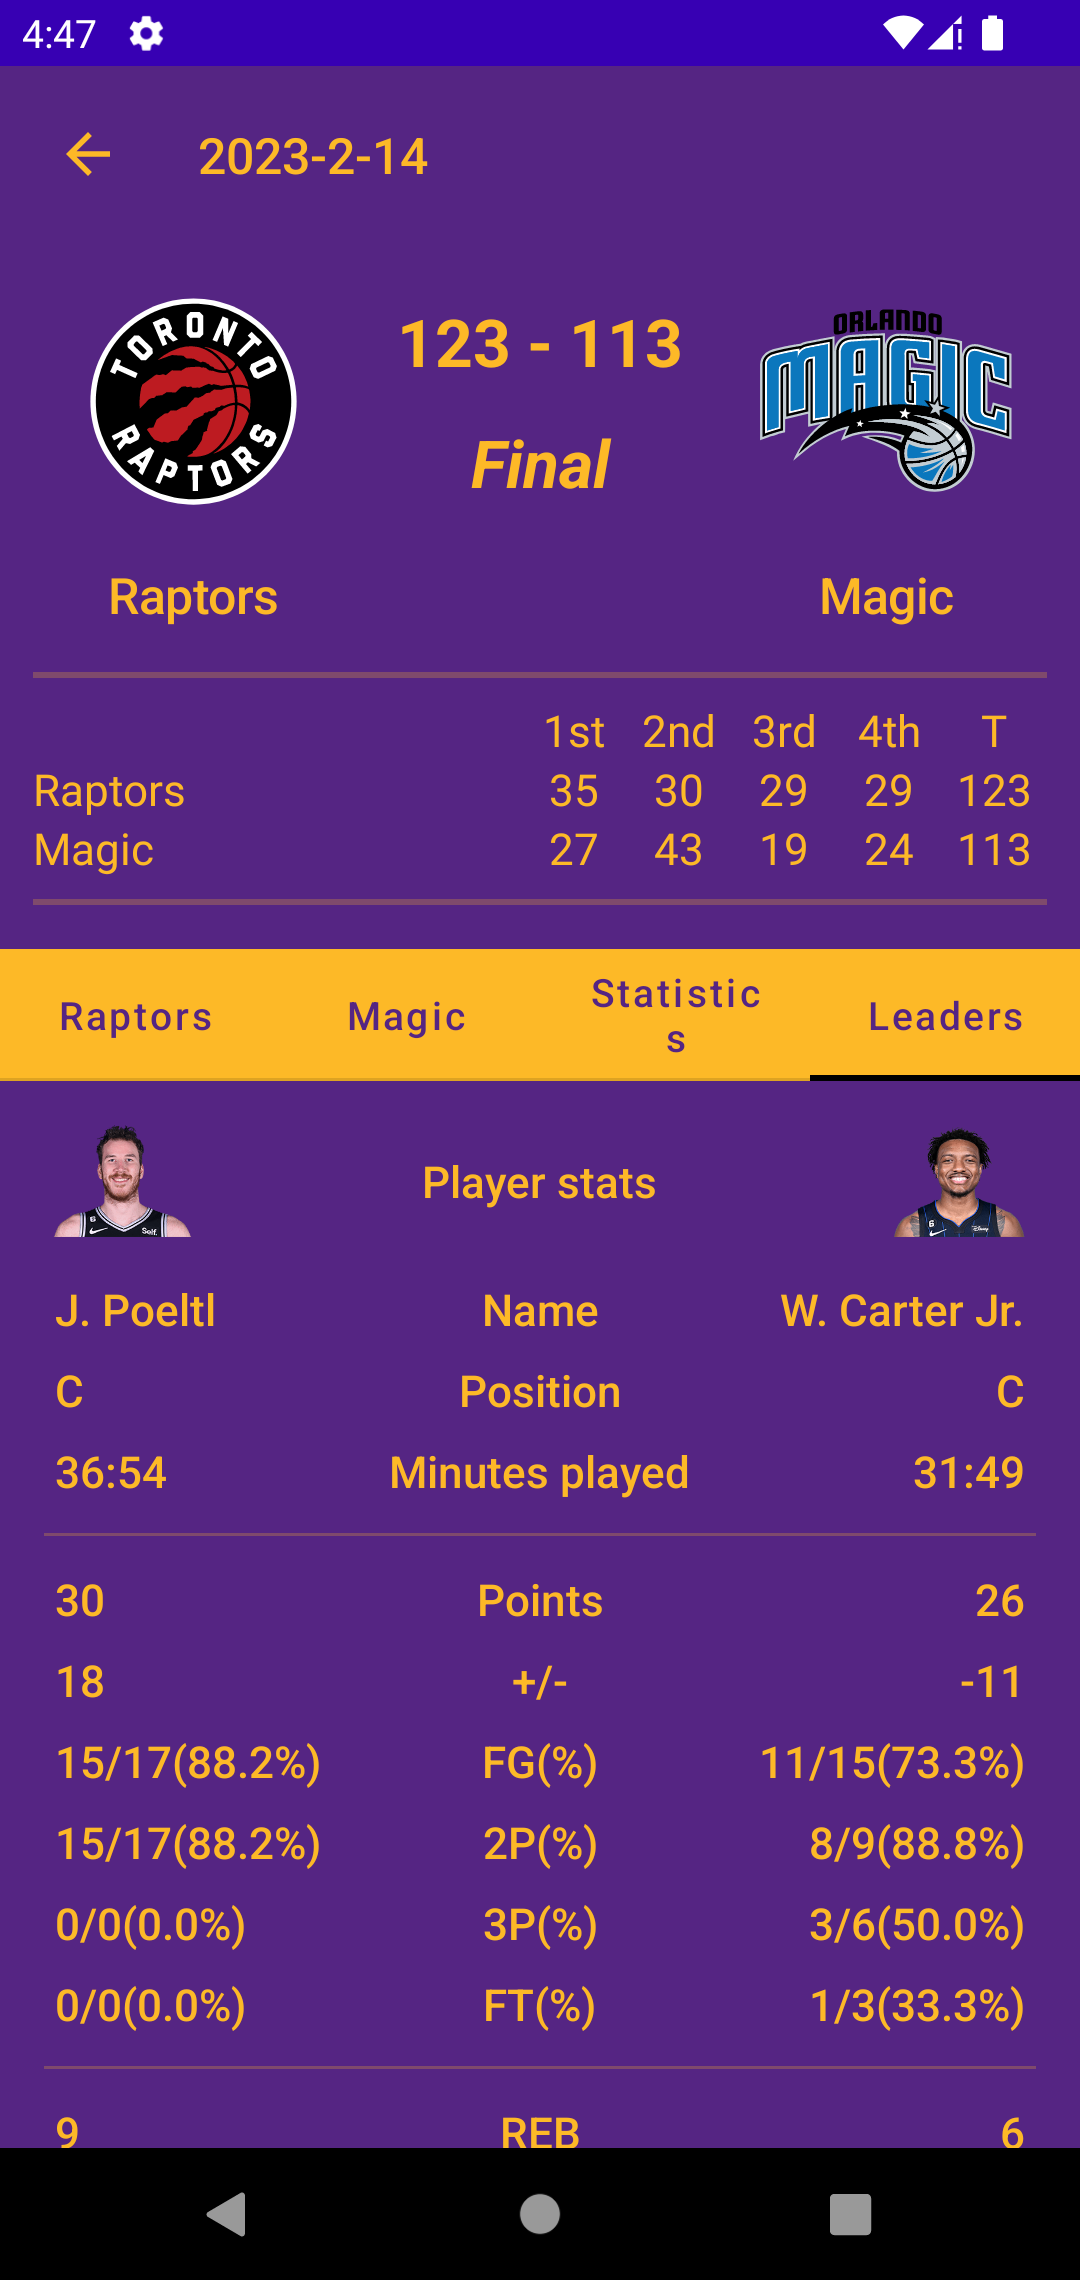 4:47
2023-2-14
TORONTO RAPTORS
123 - 113
ORLANDO
MAGIC
Final
Raptors Magic
1st 2nd 3rd 4th T
Raptors 35 30 29 29 123
Magic 27 43 19 24 113
Raptors Magic Statistic
s Leaders
Player stats
J. Poeltl Name W. Carter Jr.
C Position C
36:54 Minutes played 31:49
30 Points 26
18 +/- -11
15/17(88.2%) FG(%) 11/15(73.3%)
15/17(88.2%) 2P(%) 8/9(88.8%)
0/0(0.0%) 3P(%) 3/6(50.0%)
0/0(0.0%) FT(%) 1/3(33.3%)
9 REB 6